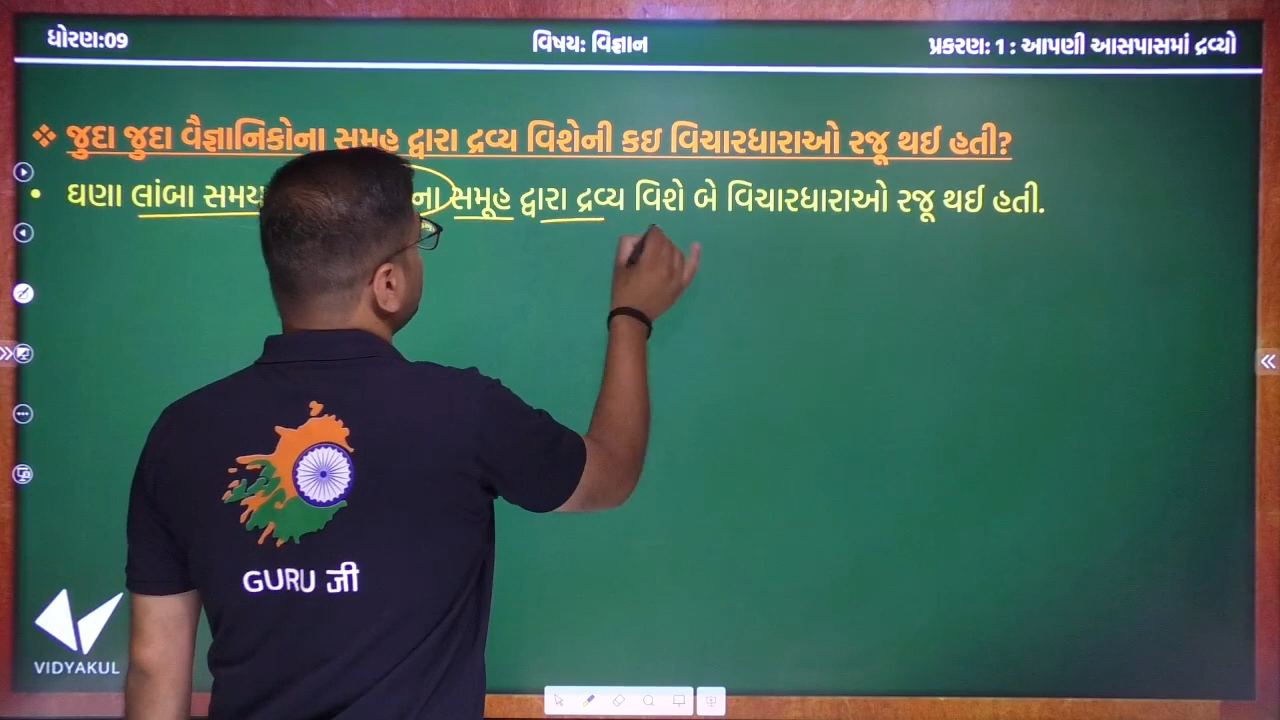 ધોરણ:09
વિષય: વિજ્ઞાન
પ્રકરણ: 1 : આપણી આસપાસમાં દ્રવ્યો
❖ જુદા જુદા વૈજ્ઞાનિકોના સમૂહ દ્વારા દ્રવ્ય વિશેની કઇ વિચારધારાઓ રજૂ થઈ હતી?
• ઘણા લાંબા સમય ના સમૂહ દ્વારા દ્રવ્ય વિશે બે વિચારધારાઓ રજૂ થઈ હતી.
GURU जी
VIDYAKUL